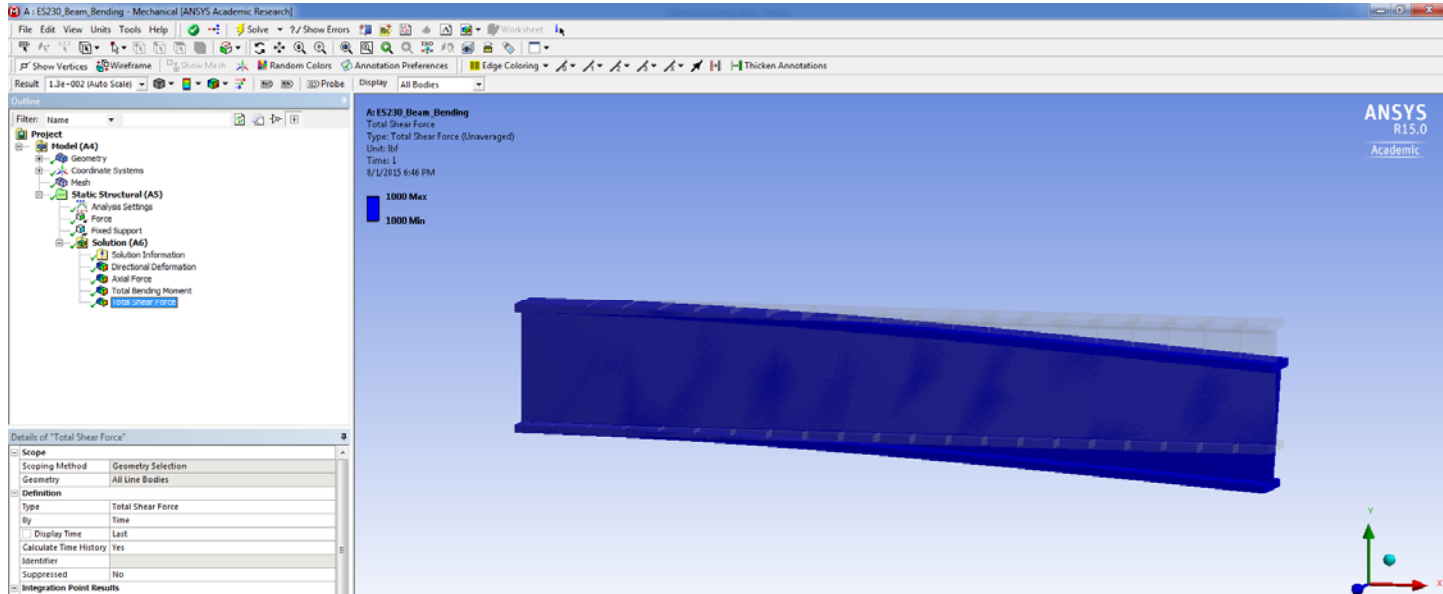 A : ES230_Beam_Bending - Mechanical [ANSYS Academic Research]
File Edit View Units Tools Help Solve ?/ Show Errors Worksheet
Show Vertices Wireframe Show Mesh Random Colors Annotation Preferences Edge Coloring Thicken Annotations
Result 1.3e+002 (Auto Scale) Probe Display All Bodies
Outline
Filter: Name
Project
Model (A4)
Geometry
Coordinate Systems
Mesh
Static Structural (A5)
Analysis Settings
Force
Fixed Support
Solution (A6)
Solution Information
Directional Deformation
Axial Force
Total Bending Moment
Total Shear Force
Details of "Total Shear Force"
Scope
Scoping Method Geometry Selection
Geometry All Line Bodies
Definition
Type Total Shear Force
By Time
Display Time Last
Calculate Time History Yes
Identifier
Suppressed No
Integration Point Results
A: ES230_Beam_Bending
Total Shear Force
Type: Total Shear Force (Unaveraged)
Unit: lbf
Time: 1
8/1/2015 6:46 PM
1000 Max
1000 Min
ANSYS
R15.0
Academic
Y
X